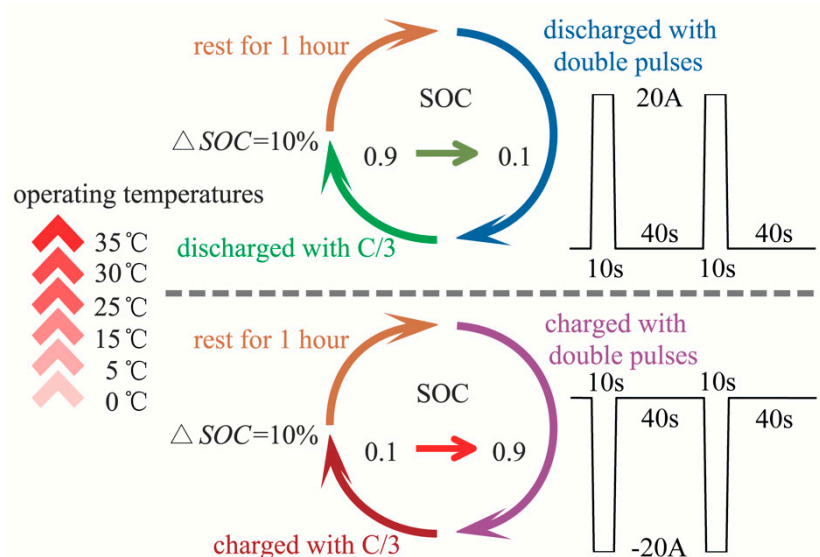 rest for 1 hour
discharged with
double pulses
SOC
20A
△SOC=10%
0.9
0.1
operating temperatures
35℃
30℃
25℃
15℃
5℃
0℃
discharged with C/3
40s
40s
10s
10s
rest for 1 hour
charged with
double pulses
SOC
10s
10s
40s
40s
△SOC=10%
0.1
0.9
charged with C/3
-20A